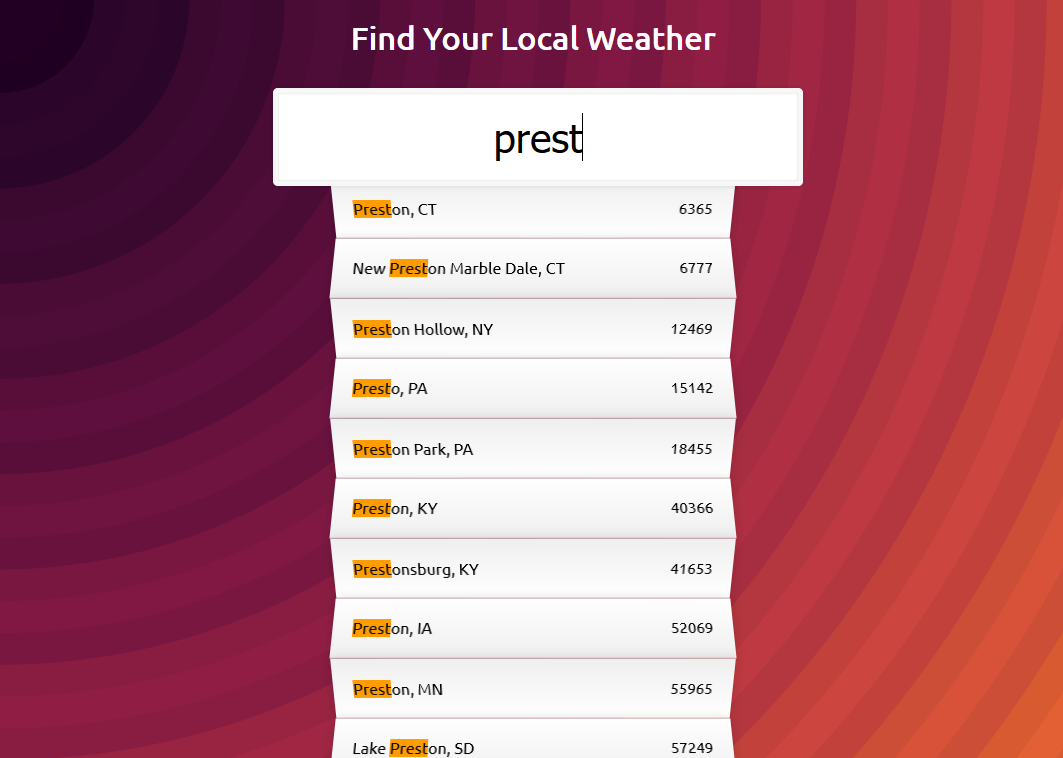 Find Your Local Weather
prest
Preston, CT 6365
New Preston Marble Dale, CT 6777
Preston Hollow, NY 12469
Presto, PA 15142
Preston Park, PA 18455
Preston, KY 40366
Prestonsburg, KY 41653
Preston, IA 52069
Preston, MN 55965
Lake Preston, SD 57249